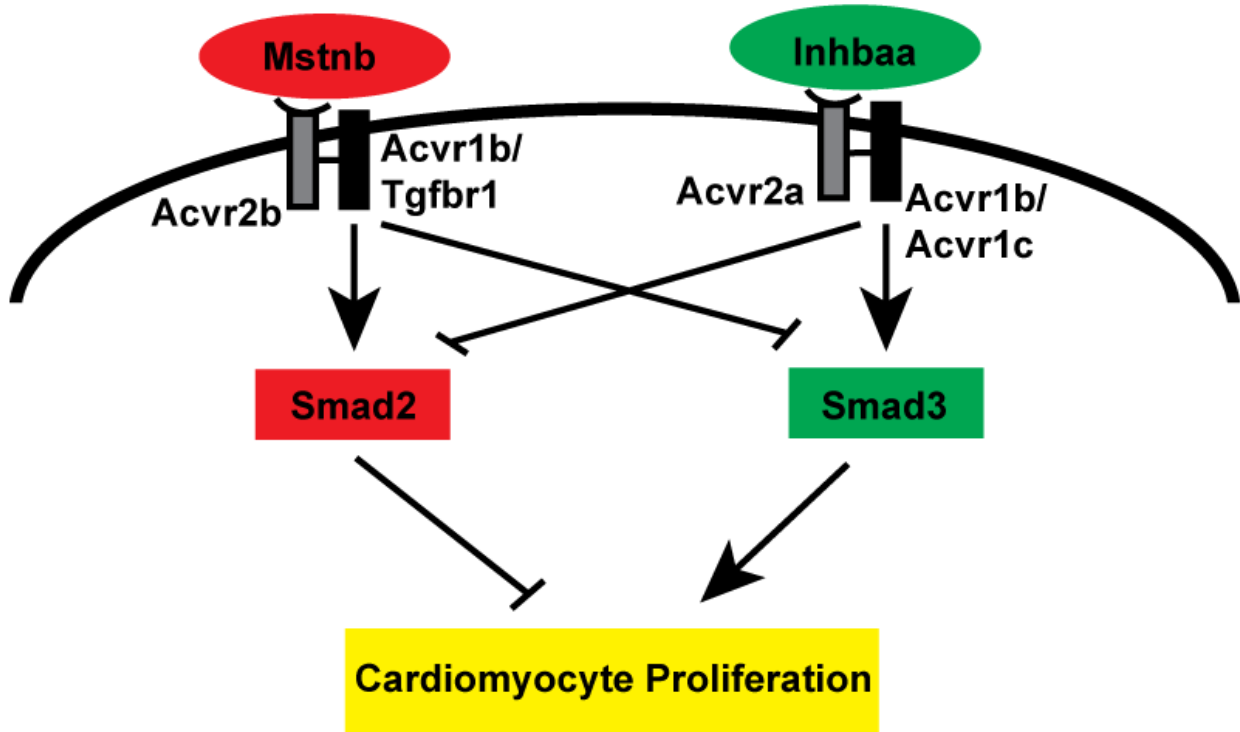 Mstnb
Inhbaa
Acvr1b/
Tgfbr1
Acvr2b
Acvr2a
Acvr1b/
Acvr1c
Smad2
Smad3
Cardiomyocyte Proliferation